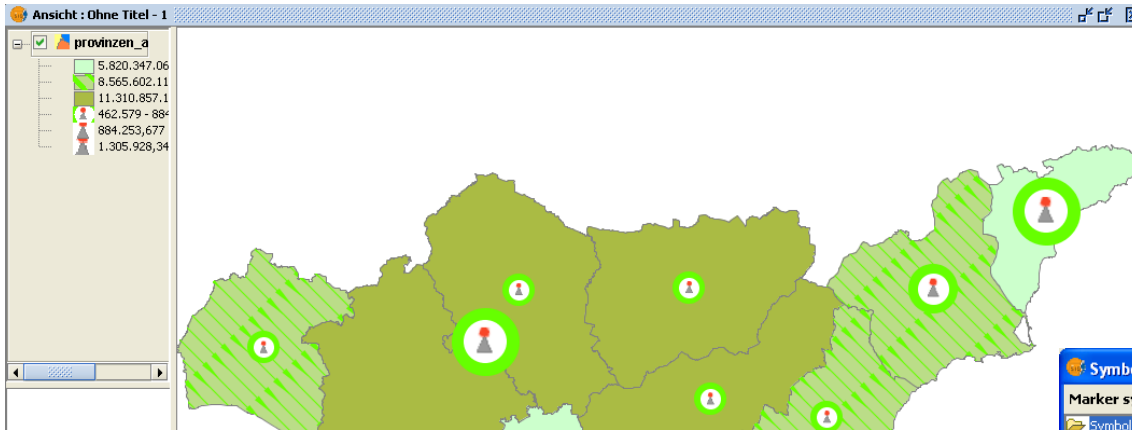 Ansicht : Ohne Titel - 1
provinzen_a
5.820.347.06
8.565.602.11
11.310.857.1
462.579 - 884
884.253,677
1.305.928,34
Symbo
Marker sy
Symbol